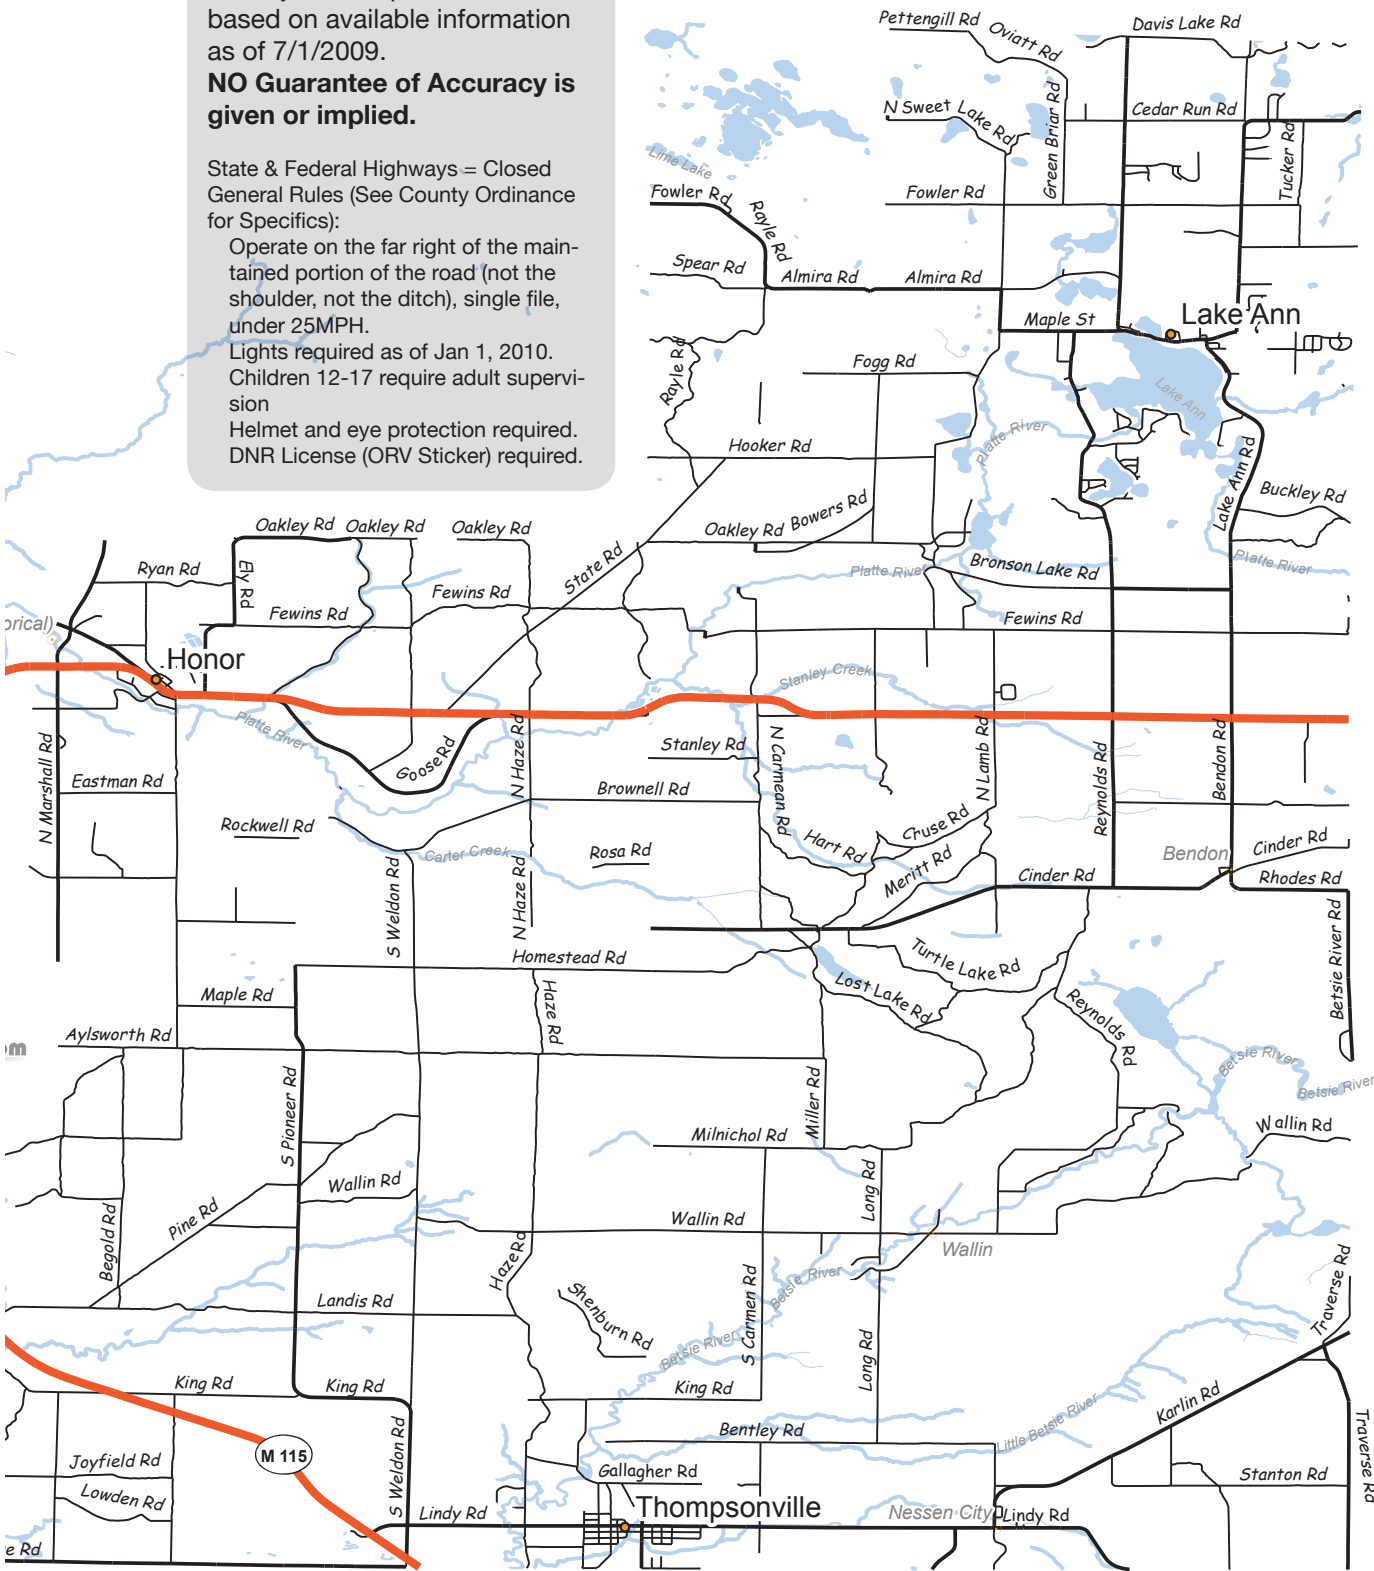 based on available information
as of 7/1/2009.
NO Guarantee of Accuracy is
given or implied.
State & Federal Highways = Closed
General Rules (See County Ordinance
for Specifics):
Operate on the far right of the main-
tained portion of the road (not the
shoulder, not the ditch), single file,
under 25MPH.
Lights required as of Jan 1, 2010.
Children 12-17 require adult supervi-
sion
Helmet and eye protection required.
DNR License (ORV Sticker) required.
Pettengill Rd
Oviatt Rd
Davis Lake Rd
N Sweet Lake Rd
Green Briar Rd
Cedar Run Rd
Tucker Rd
Lime Lake
Fowler Rd
Rayle Rd
Fowler Rd
Spear Rd
Almira Rd
Almira Rd
Maple St
Lake Ann
Rayle Rd
Fogg Rd
Lake Ann
Hooker Rd
Platte River
Lake Ann Rd
Buckley Rd
Oakley Rd
Oakley Rd
Oakley Rd
Oakley Rd
Bowers Rd
State Rd
Ryan Rd
Ely Rd
Platte River
Bronson Lake Rd
Platte River
Fewins Rd
Fewins Rd
Fewins Rd
orical)
Honor
Stanley Creek
Platte River
N Marshall Rd
Goose Rd
N Haze Rd
Stanley Rd
N Carmean Rd
N Lamb Rd
Reynolds Rd
Bendon Rd
Eastman Rd
Brownell Rd
Rockwell Rd
Carter Creek
Rosa Rd
Hart Rd
Cruse Rd
Meritt Rd
Bendon
Cinder Rd
Cinder Rd
Rhodes Rd
S Weldon Rd
N Haze Rd
Homestead Rd
Turtle Lake Rd
Lost Lake Rd
Betsie River Rd
Maple Rd
Haze Rd
Reynolds Rd
Aylsworth Rd
om
Betsie River
Betsie River
S Pioneer Rd
Miller Rd
Milnichol Rd
Wallin Rd
Wallin Rd
Long Rd
Begold Rd
Pine Rd
Wallin Rd
Wallin
Haze Rd
Betsie River
Landis Rd
Shenburn Rd
S Carmen Rd
Traverse Rd
Betsie River
Long Rd
King Rd
King Rd
King Rd
Karlin Rd
Little Betsie River
Bentley Rd
M 115
S Weldon Rd
Joyfield Rd
Lowden Rd
Gallagher Rd
Stanton Rd
Traverse Rd
Lindy Rd
Thompsonville
Nessen City
Lindy Rd
e Rd